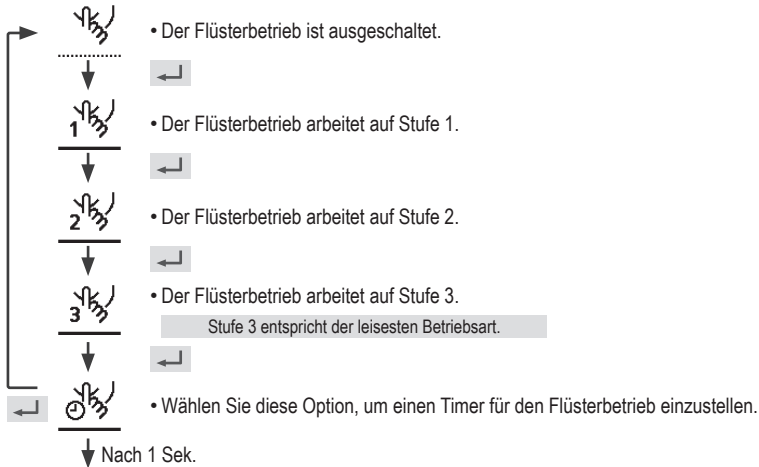 • Der Flüsterbetrieb ist ausgeschaltet.
1
• Der Flüsterbetrieb arbeitet auf Stufe 1.
2
• Der Flüsterbetrieb arbeitet auf Stufe 2.
3
• Der Flüsterbetrieb arbeitet auf Stufe 3.
Stufe 3 entspricht der leisesten Betriebsart.
• Wählen Sie diese Option, um einen Timer für den Flüsterbetrieb einzustellen.
Nach 1 Sek.